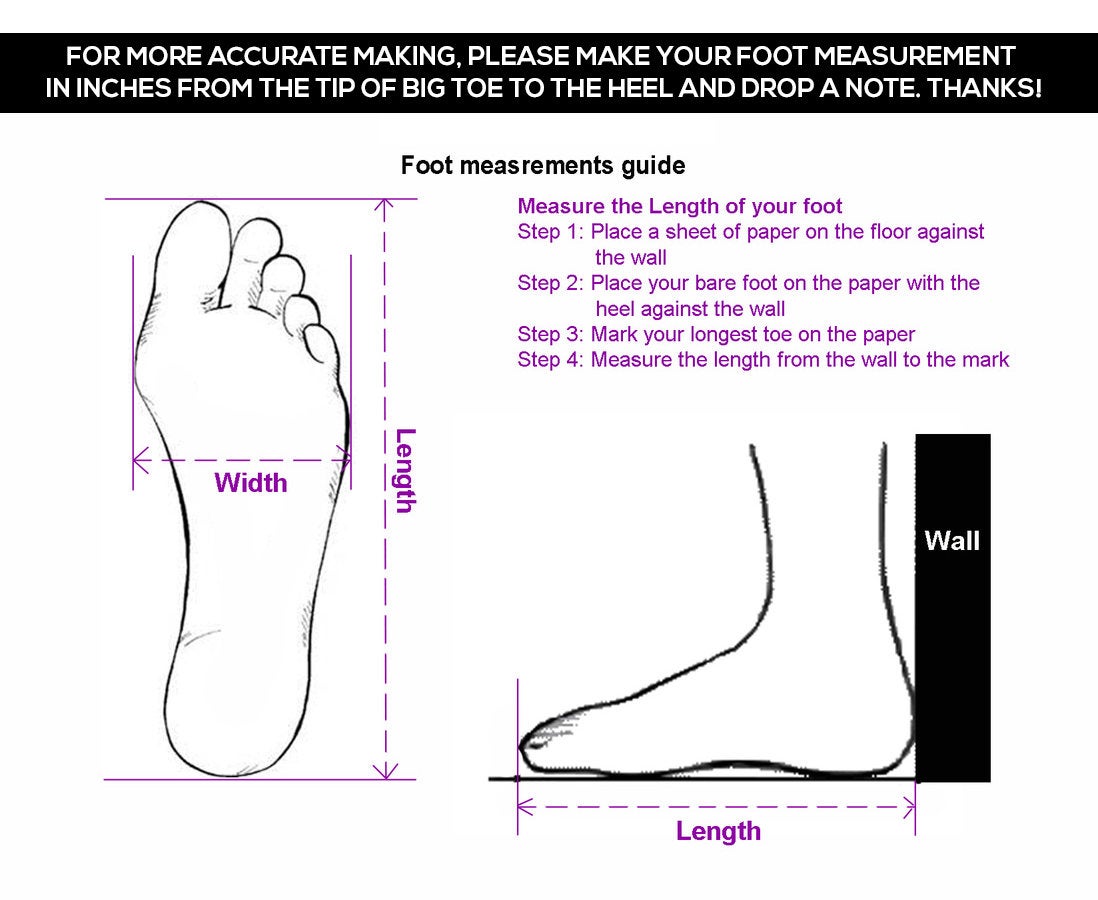 FOR MORE ACCURATE MAKING, PLEASE MAKE YOUR FOOT MEASUREMENT
IN INCHES FROM THE TIP OF BIG TOE TO THE HEEL AND DROP A NOTE. THANKS!
Foot measrements guide
Measure the Length of your foot
Step 1: Place a sheet of paper on the floor against
the wall
Step 2: Place your bare foot on the paper with the
heel against the wall
Step 3: Mark your longest toe on the paper
Step 4: Measure the length from the wall to the mark
Length
Width
Wall
Length